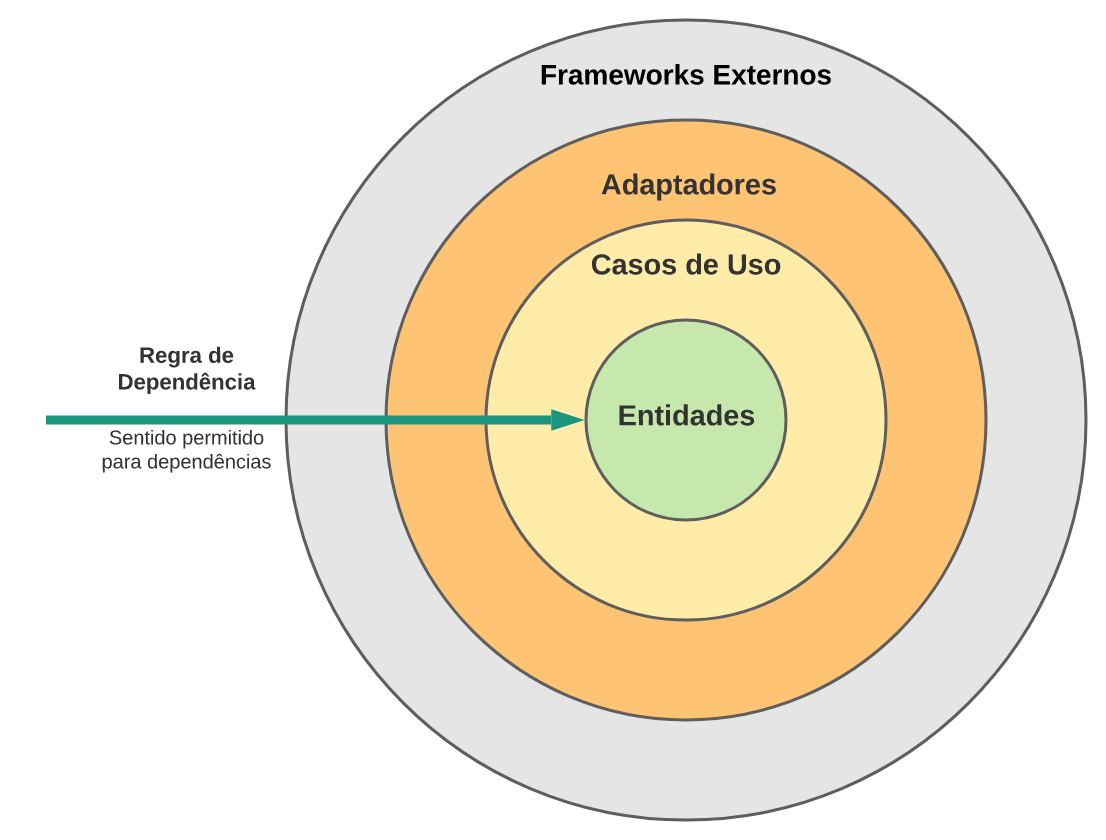 Frameworks Externos
Adaptadores
Casos de Uso
Regra de
Dependência
Entidades
Sentido permitido
para dependências